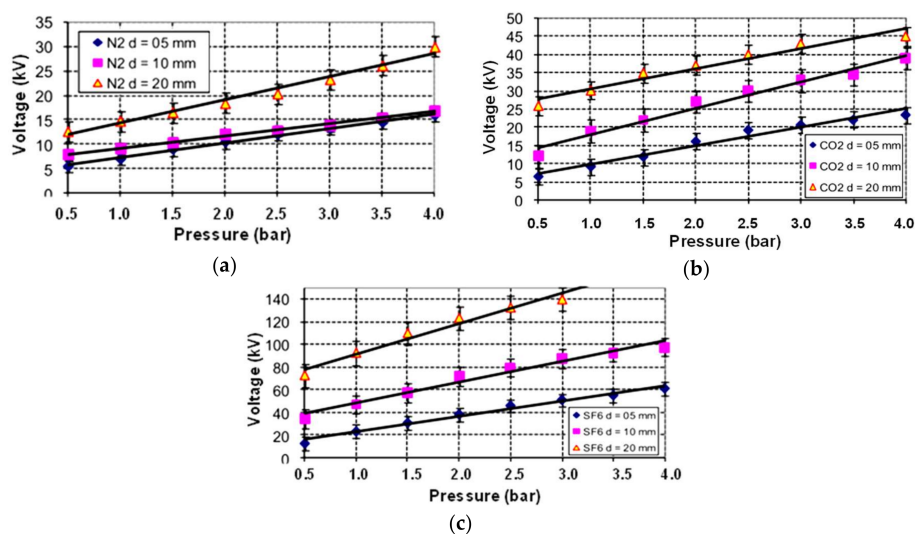 (a)
Voltage (kV)
35
30
25
20
15
10
5
0
N2 d = 05 mm
N2 d = 10 mm
N2 d = 20 mm
0.5 1.0 1.5 2.0 2.5 3.0 3.5 4.0
Pressure (bar)
(b)
Voltage (kV)
50
45
40
35
30
25
20
15
10
5
0
CO2 d = 05 mm
CO2 d = 10 mm
CO2 d = 20 mm
0.5 1.0 1.5 2.0 2.5 3.0 3.5 4.0
Pressure (bar)
Voltage (kV)
140
120
100
80
60
40
20
0
SF6 d = 05 mm
SF6 d = 10 mm
SF6 d = 20 mm
0.5 1.0 1.5 2.0 2.5 3.0 3.5 4.0
Pressure (bar)
(c)